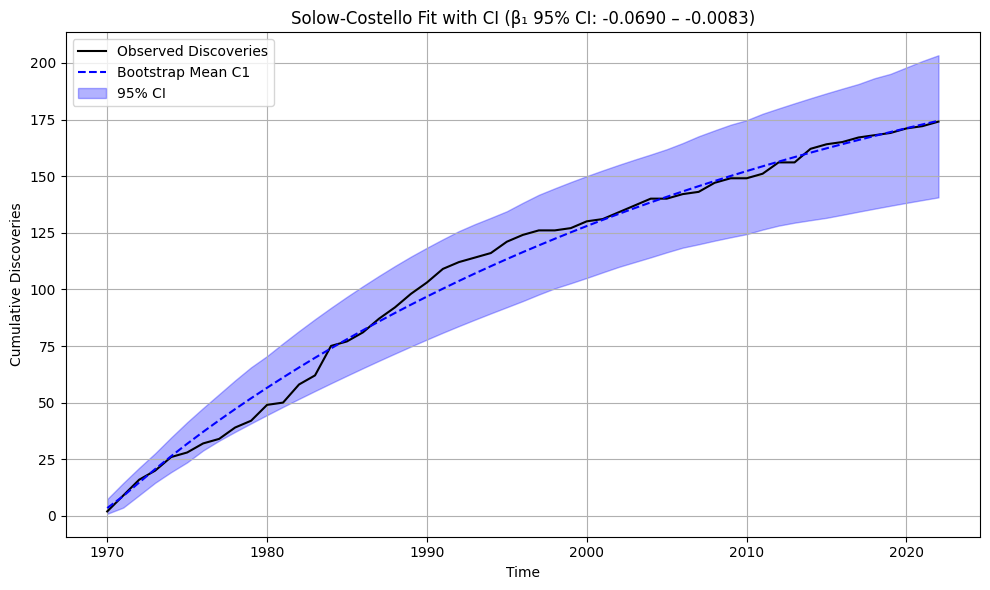 Solow-Costello Fit with CI (β₁ 95% CI: -0.0690 – -0.0083)
Observed Discoveries
Bootstrap Mean C1
95% CI
Cumulative Discoveries
200
175
150
125
100
75
50
25
0
1970 1980 1990 2000 2010 2020
Time